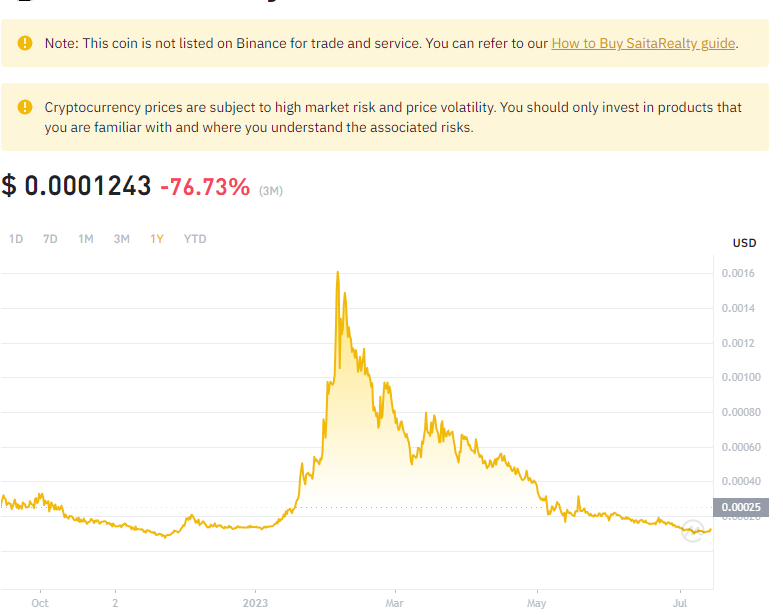 Note: This coin is not listed on Binance for trade and service. You can refer to our How to Buy SaitaRealty guide.
Cryptocurrency prices are subject to high market risk and price volatility. You should only invest in products that
you are familiar with and where you understand the associated risks.
$ 0.0001243 -76.73% (3M)
1D 7D 1M 3M 1Y YTD
USD
0.0016
0.0014
0.0012
0.00100
0.00080
0.00060
0.00040
0.00025
0.00020
Oct 2 2023 Mar May Jul